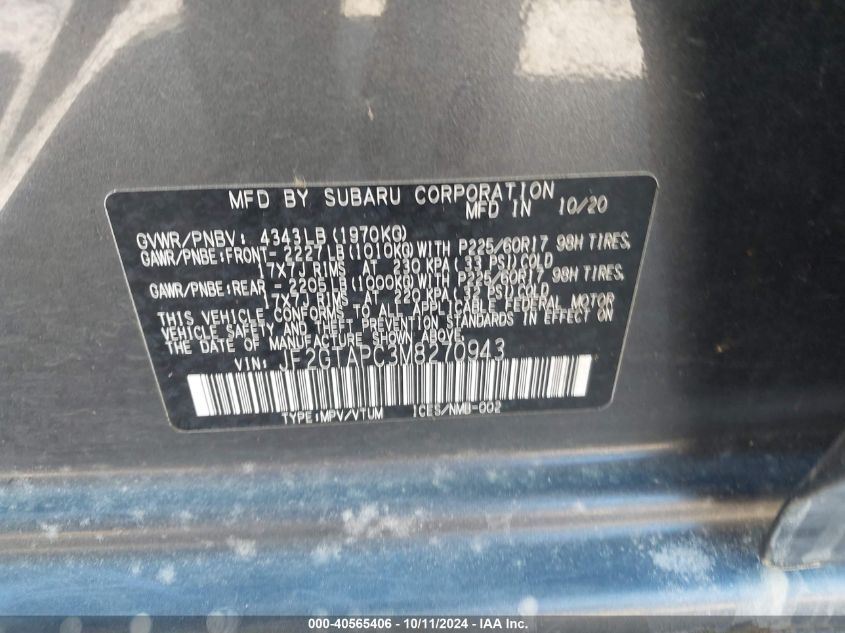 MFD BY SUBARU CORPORATION
MFD IN 10/20
GVWR/PNBV: 4343LB(1970KG)
GAWR/PNBE:FRONT- 2227LB(1010KG)WITH P225/60R17 98H TIRES,
17X7J RIMS AT 230 KPA(33 PSI)COLD
GAWR/PNBE:REAR - 2205LB(1000KG)WITH P225/60R17 98H TIRES,
17X7J RIMS AT 220 KPA(32 PSI)COLD
THIS VEHICLE CONFORMS TO ALL APPLICABLE FEDERAL MOTOR
VEHICLE SAFETY AND THEFT PREVENTION STANDARDS IN EFFECT ON
THE DATE OF MANUFACTURE SHOWN ABOVE.
VIN: JF2GTAPC3M8270943
TYPE:MPV/VTUM ICES/NMB-002
000-40565406 - 10/11/2024 - IAA Inc.